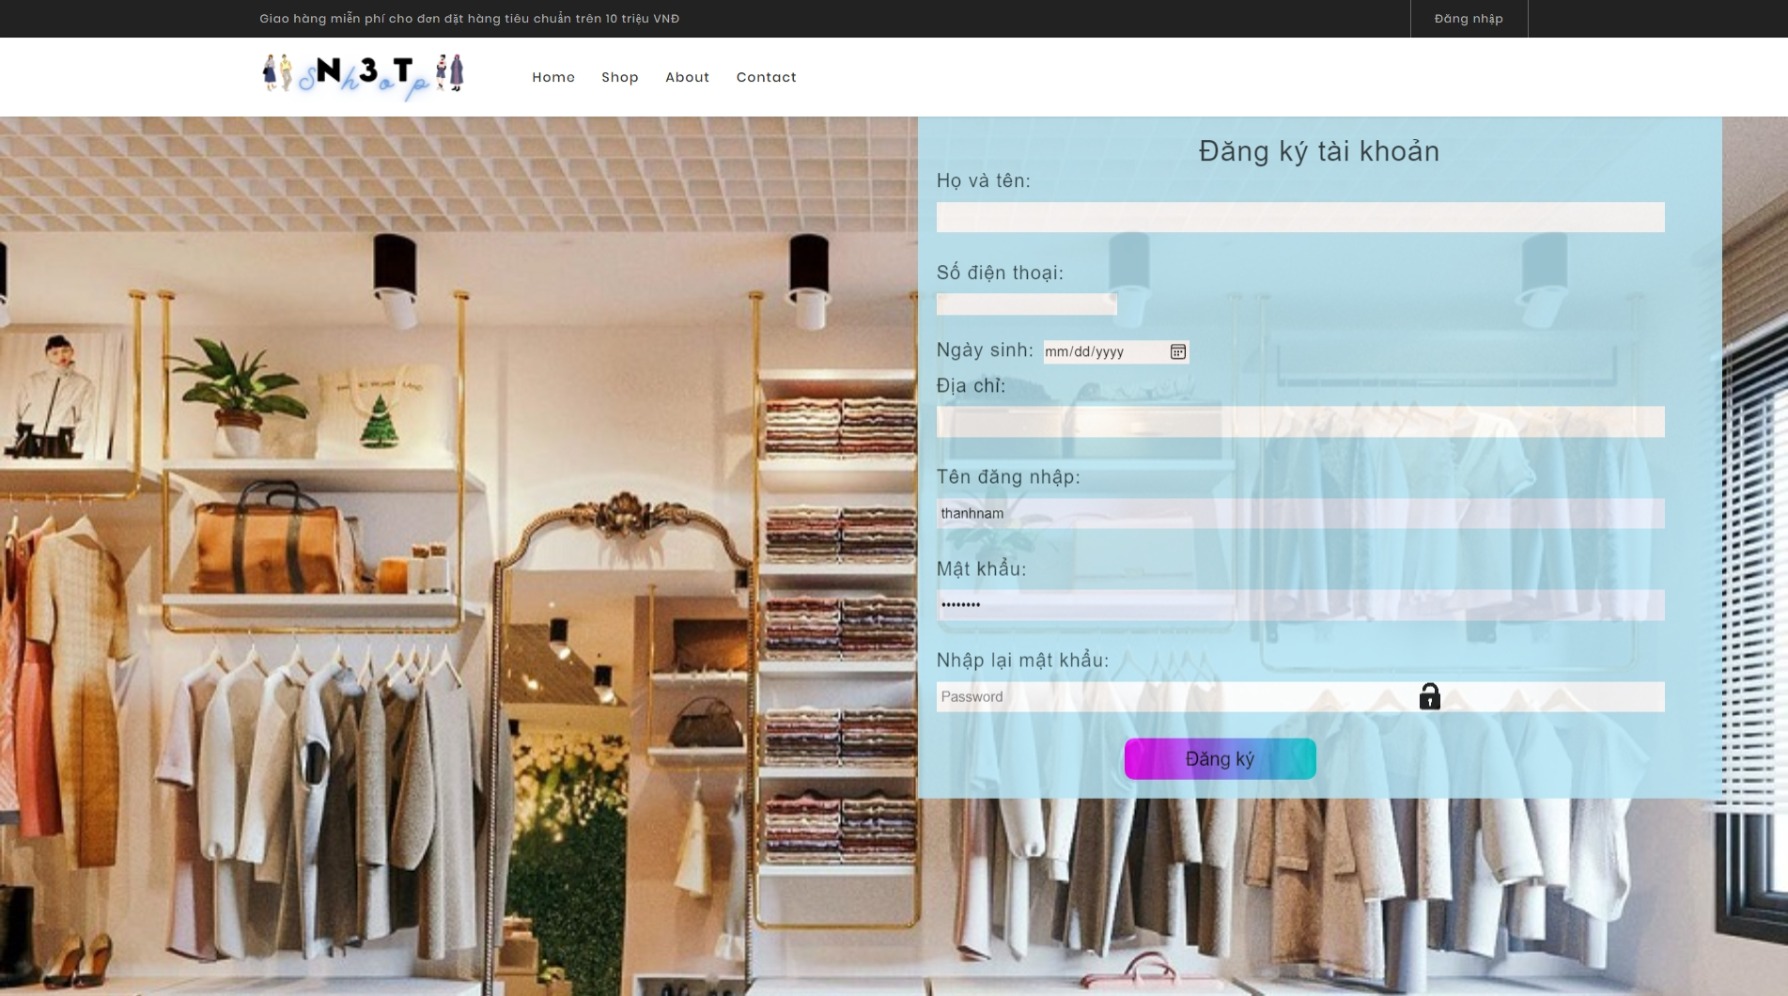 Giao hàng miễn phí cho đơn đặt hàng tiêu chuẩn trên 10 triệu VNĐ
Đăng nhập
N3T
Shop
Home Shop About Contact
Đăng ký tài khoản
Họ và tên:
Số điện thoại:
Ngày sinh: mm/dd/yyyy
Địa chỉ:
Tên đăng nhập:
thanhnam
Mật khẩu:
••••••••
Nhập lại mật khẩu:
Password
Đăng ký